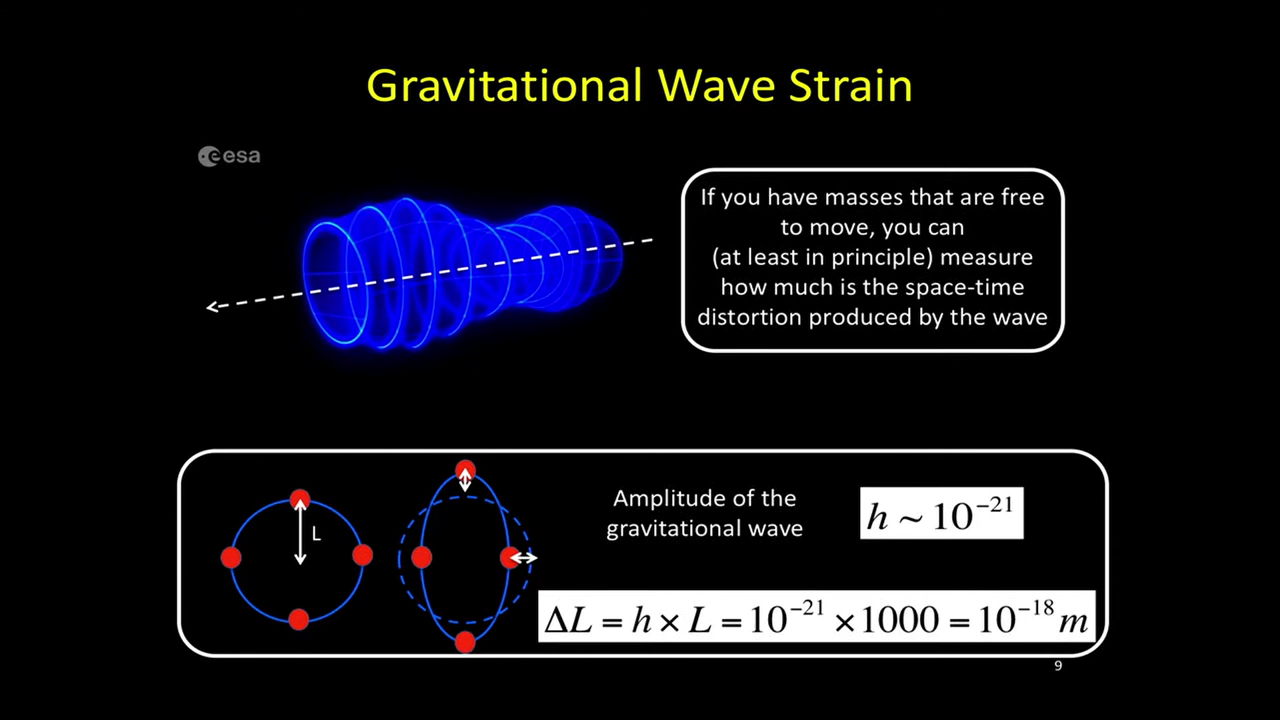 Gravitational Wave Strain
esa
If you have masses that are free
to move, you can
(at least in principle) measure
how much is the space-time
distortion produced by the wave
L
Amplitude of the
gravitational wave
h ~ 10⁻²¹
ΔL = h × L = 10⁻²¹ × 1000 = 10⁻¹⁸ m
9